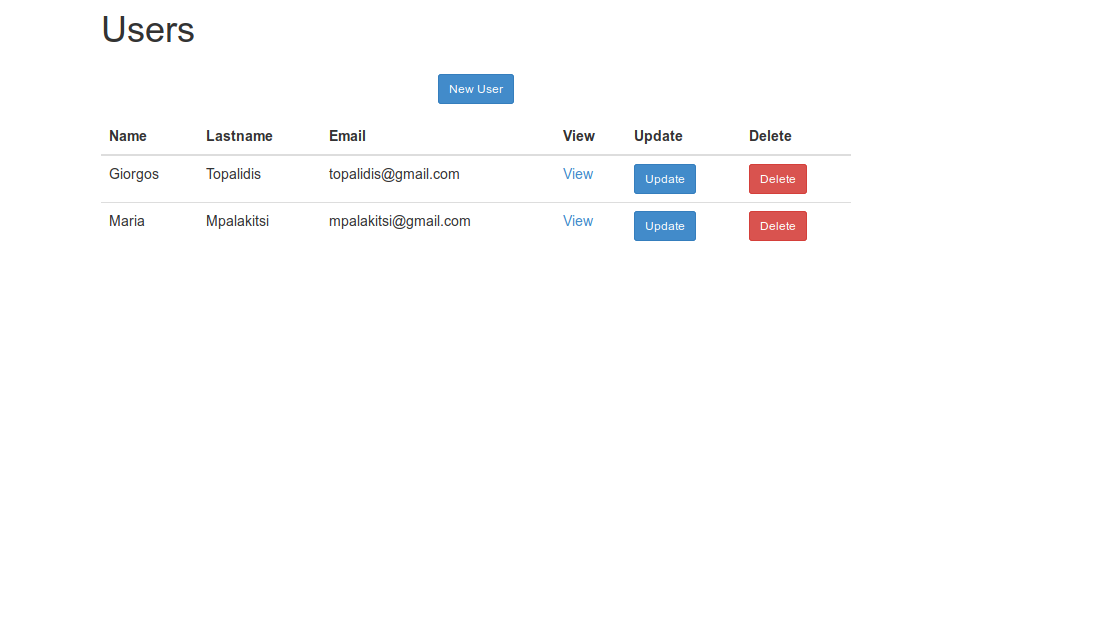 Users
New User
Name Lastname Email View Update Delete
Giorgos Topalidis topalidis@gmail.com View Update Delete
Maria Mpalakitsi mpalakitsi@gmail.com View Update Delete